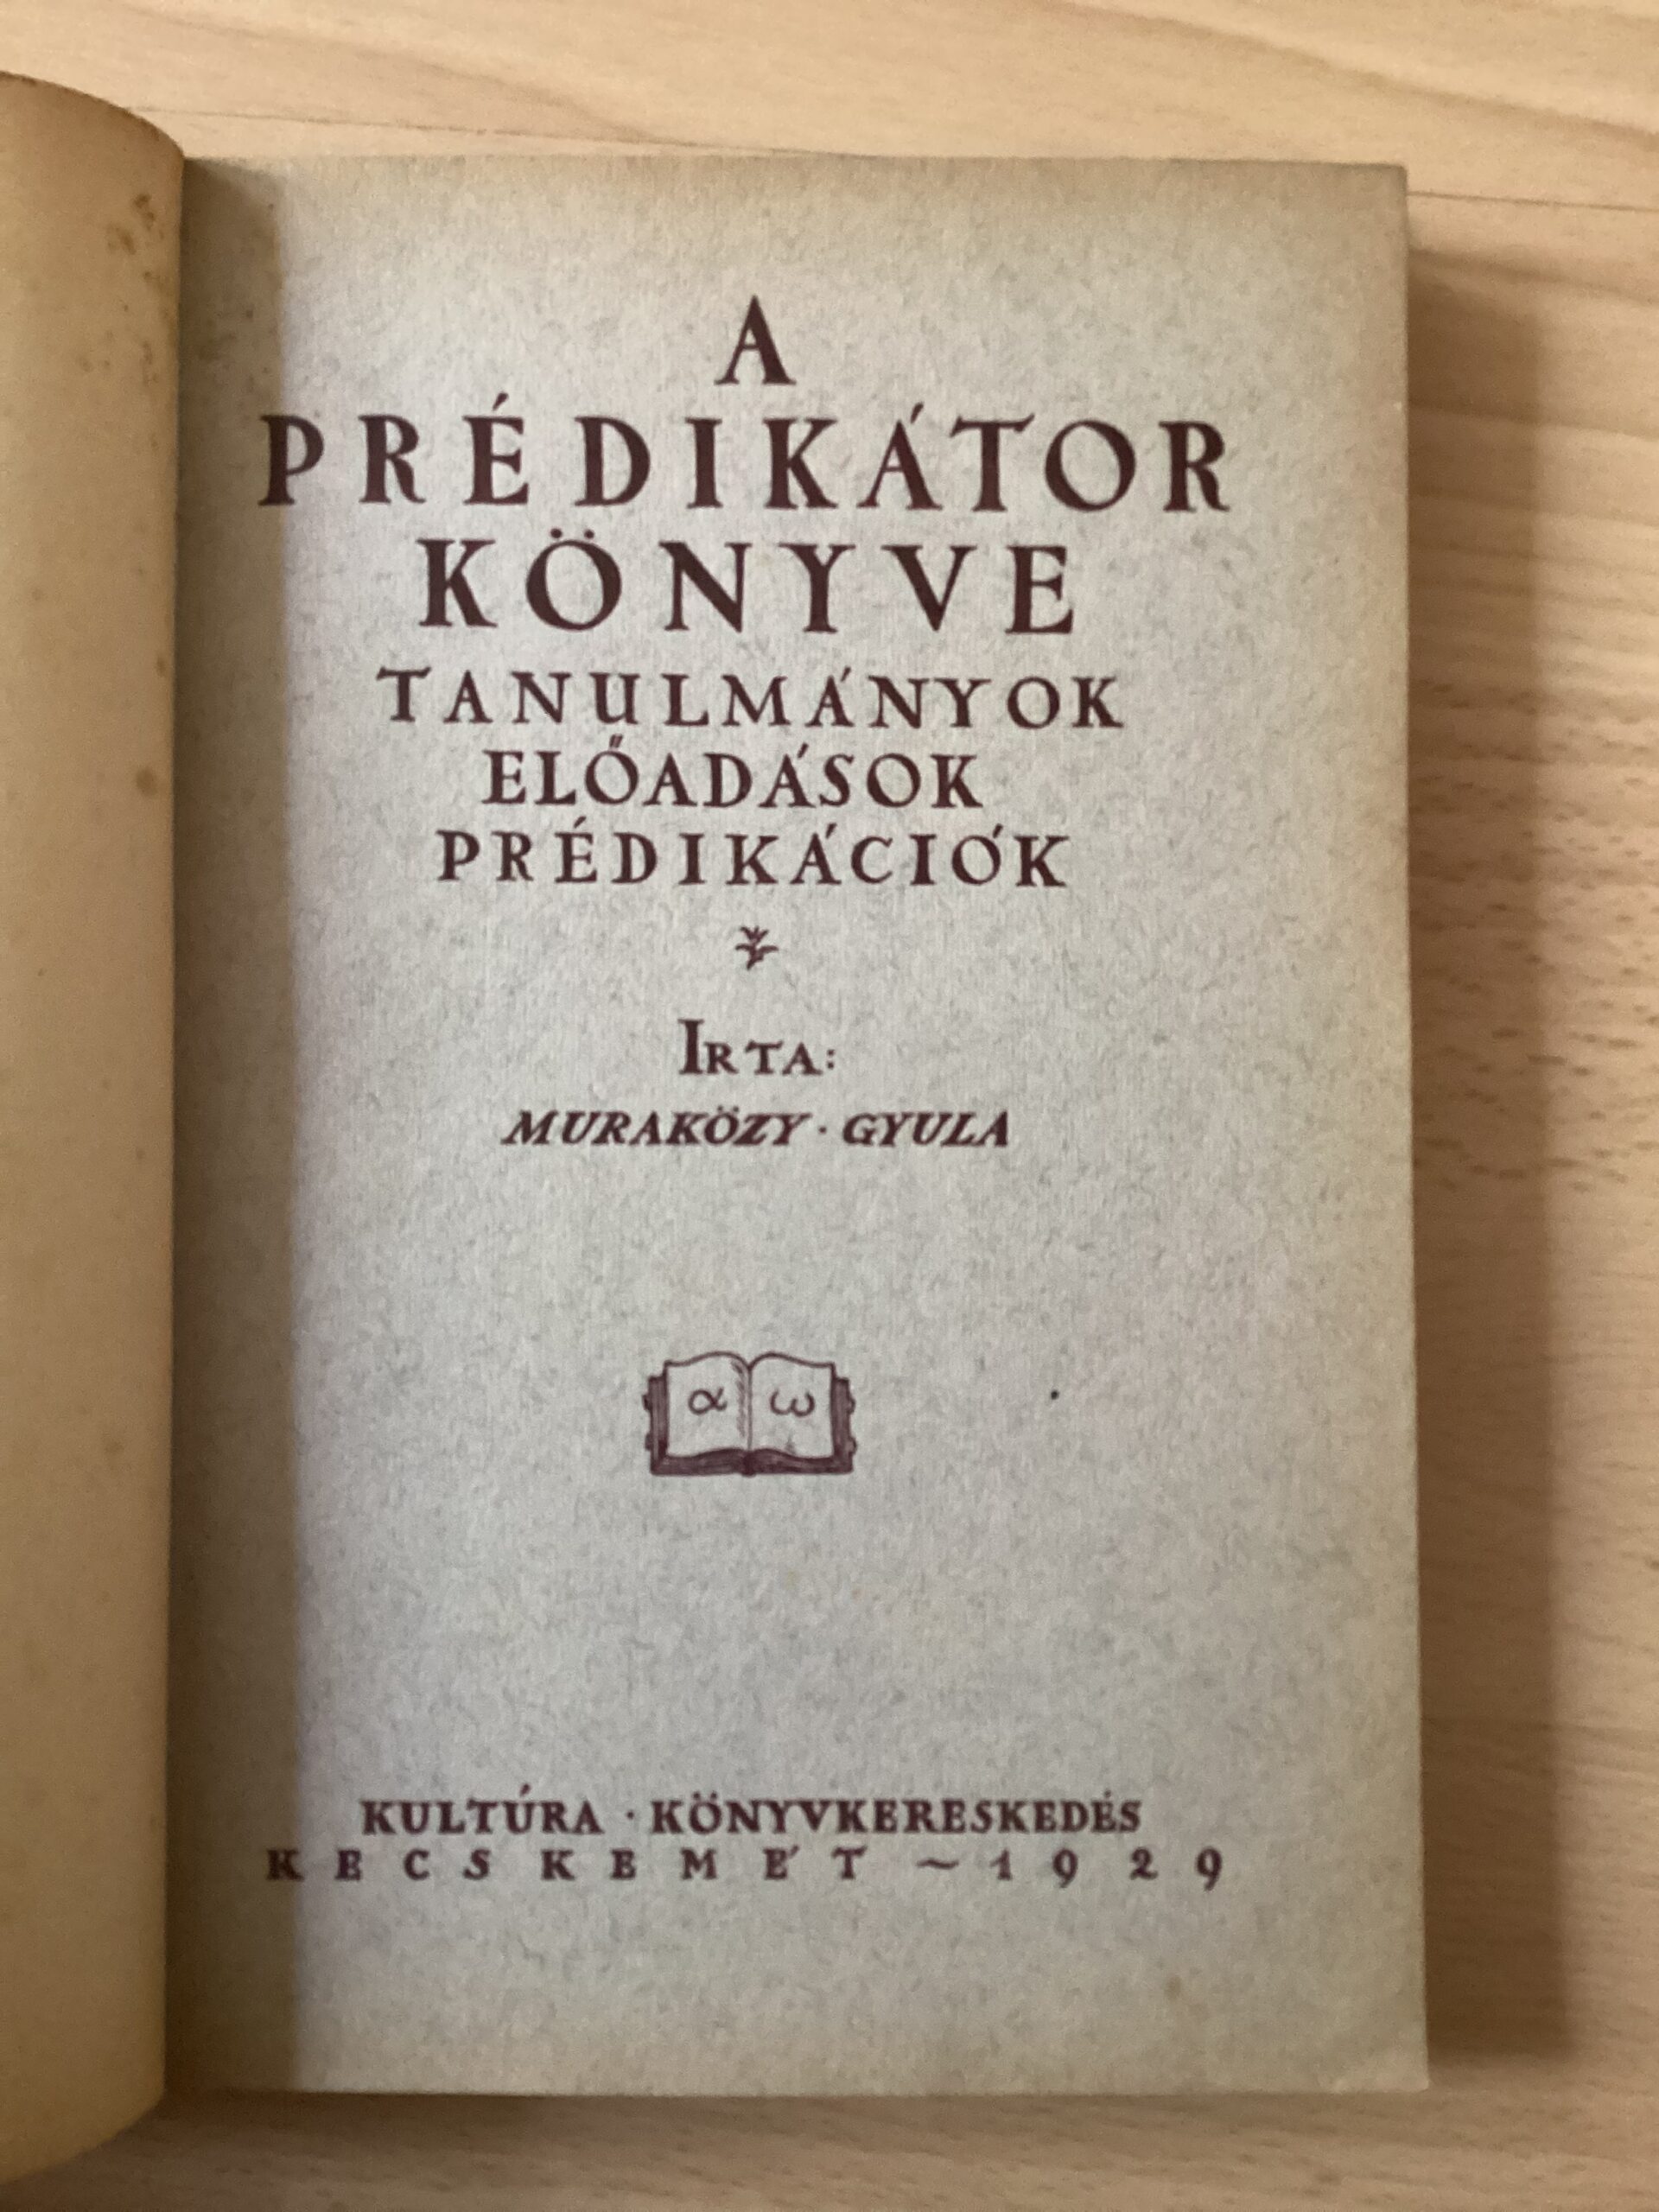 A
PRÉDIKÁTOR
KÖNYVE
TANULMÁNYOK
ELŐADÁSOK
PRÉDIKÁCIÓK
IRTA:
MURAKÖZY · GYULA
α ω
KULTÚRA · KÖNYVKERESKEDÉS
KECSKEMÉT ~ 1929